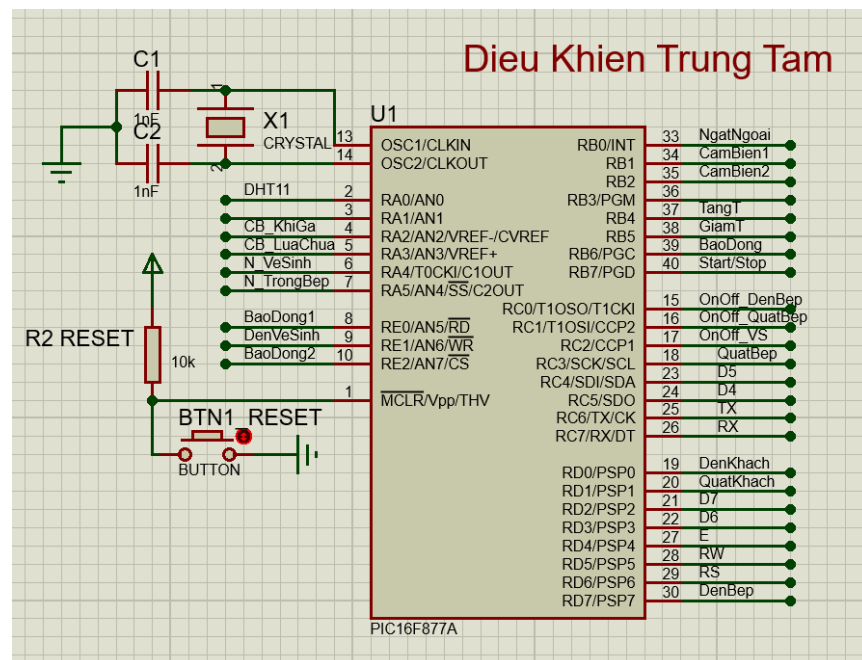 Dieu Khien Trung Tam
C1
1nF
C2
1nF
1
X1
CRYSTAL
2
U1
13 OSC1/CLKIN
14 OSC2/CLKOUT
DHT11 2 RA0/AN0
3 RA1/AN1
CB_KhiGa 4 RA2/AN2/VREF-/CVREF
CB_LuaChua 5 RA3/AN3/VREF+
N_VeSinh 6 RA4/T0CKI/C1OUT
N_TrongBep 7 RA5/AN4/SS/C2OUT
BaoDong1 8 RE0/AN5/RD
DenVeSinh 9 RE1/AN6/WR
BaoDong2 10 RE2/AN7/CS
1 MCLR/Vpp/THV
R2 RESET
10k
BTN1_RESET
BUTTON
RB0/INT 33 NgatNgoai
RB1 34 CamBien1
RB2 35 CamBien2
RB3/PGM 36
RB4 37 TangT
RB5 38 GiamT
RB6/PGC 39 BaoDong
RB7/PGD 40 Start/Stop
RC0/T1OSO/T1CKI 15 OnOff_DenBep
RC1/T1OSI/CCP2 16 OnOff_QuatBep
RC2/CCP1 17 OnOff_VS
RC3/SCK/SCL 18 QuatBep
RC4/SDI/SDA 23 D5
RC5/SDO 24 D4
RC6/TX/CK 25 TX
RC7/RX/DT 26 RX
RD0/PSP0 19 DenKhach
RD1/PSP1 20 QuatKhach
RD2/PSP2 21 D7
RD3/PSP3 22 D6
RD4/PSP4 27 E
RD5/PSP5 28 RW
RD6/PSP6 29 RS
RD7/PSP7 30 DenBep
PIC16F877A